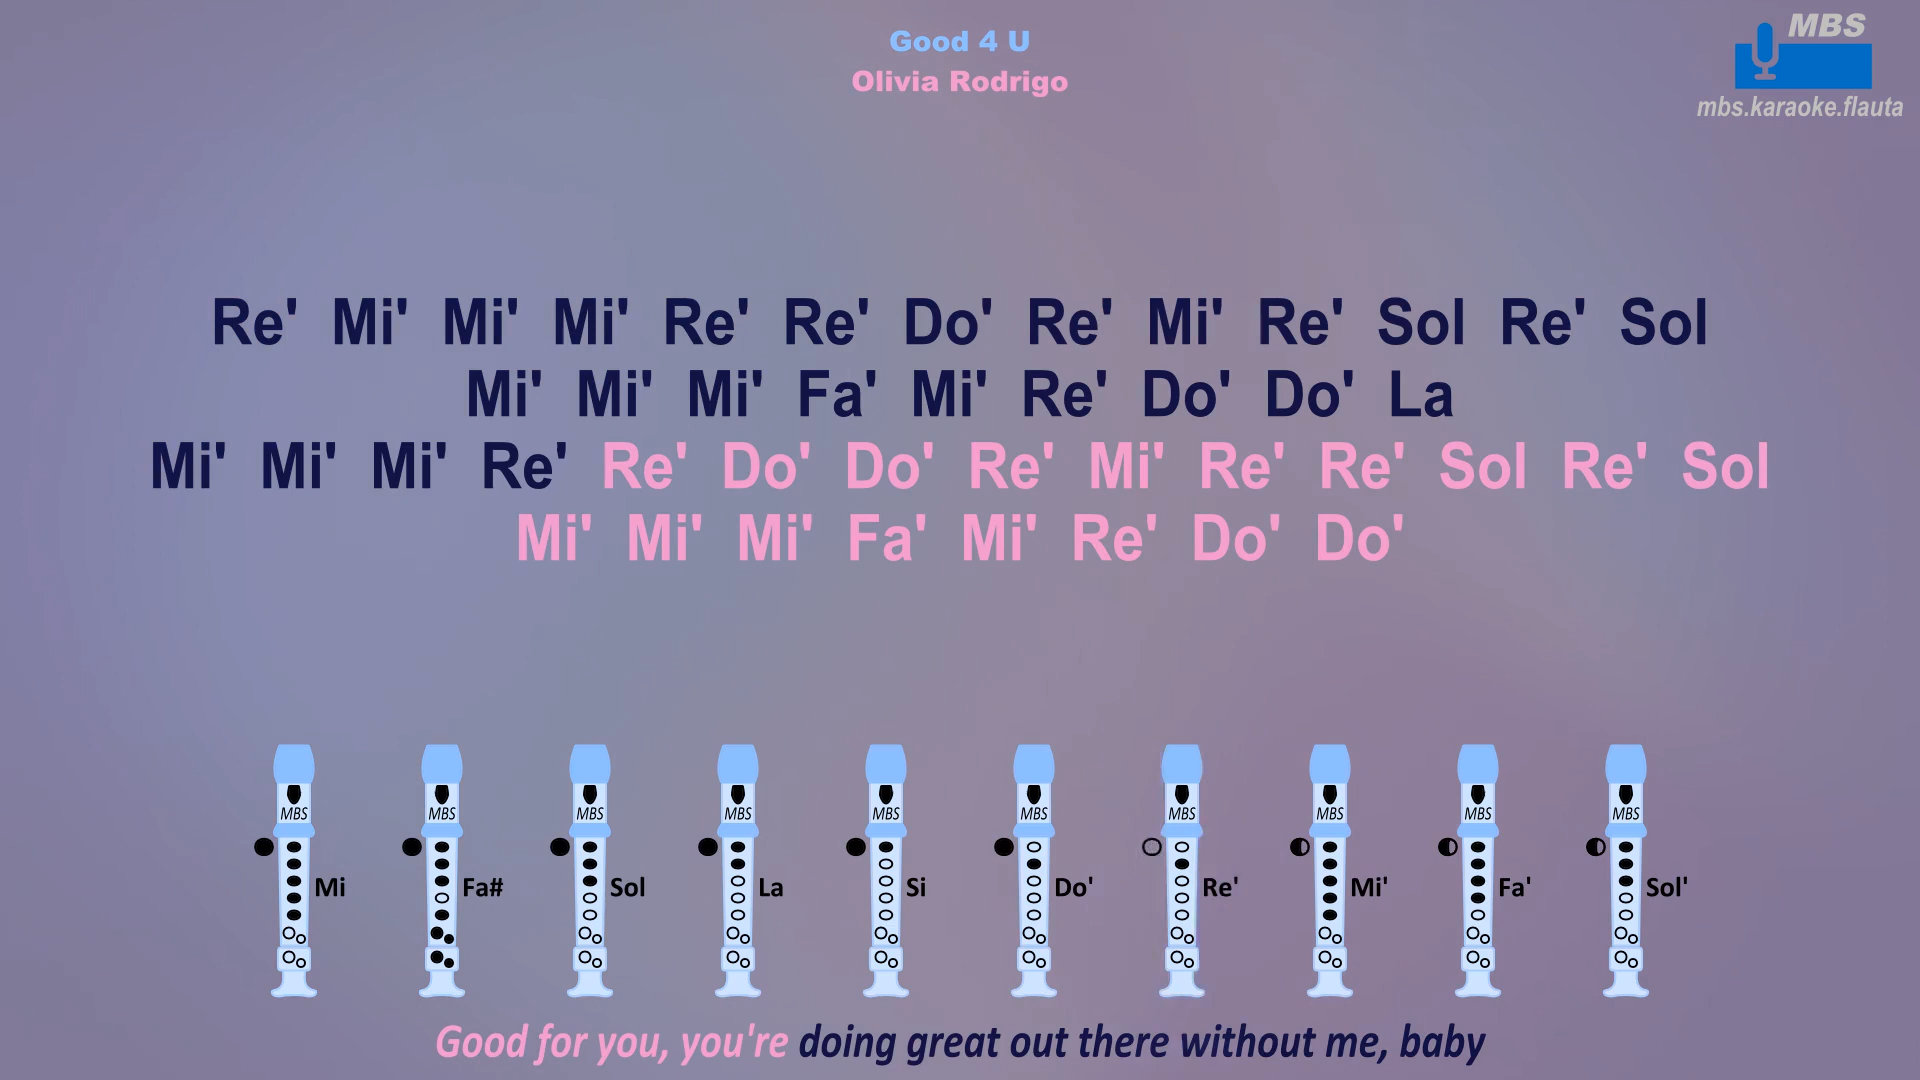 Good 4 U
Olivia Rodrigo
MBS
mbs.karaoke.flauta
Re' Mi' Mi' Mi' Re' Re' Do' Re' Mi' Re' Sol Re' Sol
Mi' Mi' Mi' Fa' Mi' Re' Do' Do' La
Mi' Mi' Mi' Re' Re' Do' Do' Re' Mi' Re' Re' Sol Re' Sol
Mi' Mi' Mi' Fa' Mi' Re' Do' Do'
MBS MBS MBS MBS MBS MBS MBS MBS MBS MBS
Mi Fa# Sol La Si Do' Re' Mi' Fa' Sol'
Good for you, you're doing great out there without me, baby